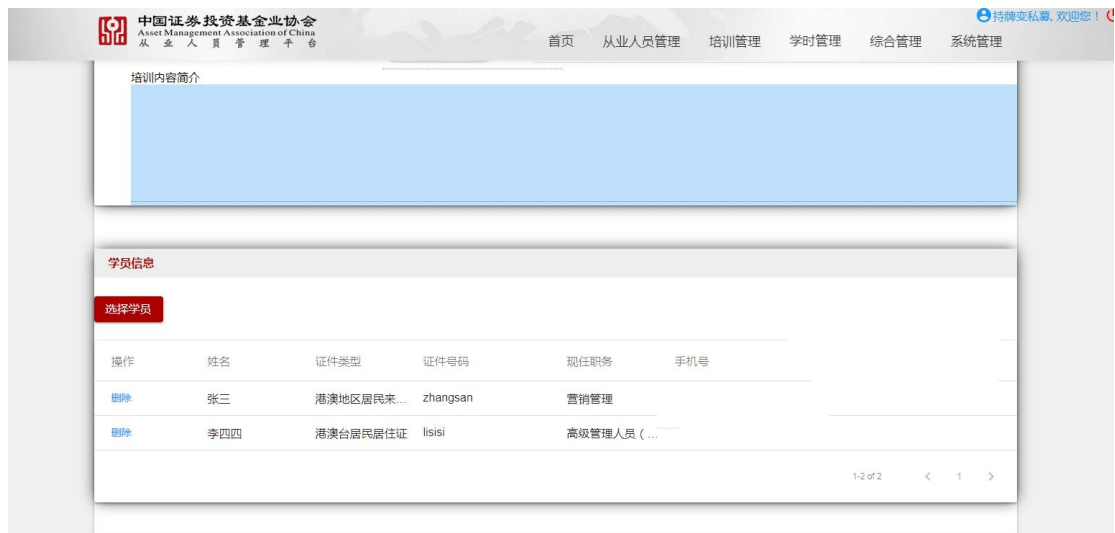 中国证券投资基金业协会
Asset Management Association of China
从业人员管理平台
持牌变私募, 欢迎您！
首页 从业人员管理 培训管理 学时管理 综合管理 系统管理
培训内容简介
学员信息
选择学员
操作 姓名 证件类型 证件号码 现任职务 手机号
删除 张三 港澳地区居民来... zhangsan 营销管理
删除 李四四 港澳台居民居住证 lisisi 高级管理人员（...
1-2 of 2 1